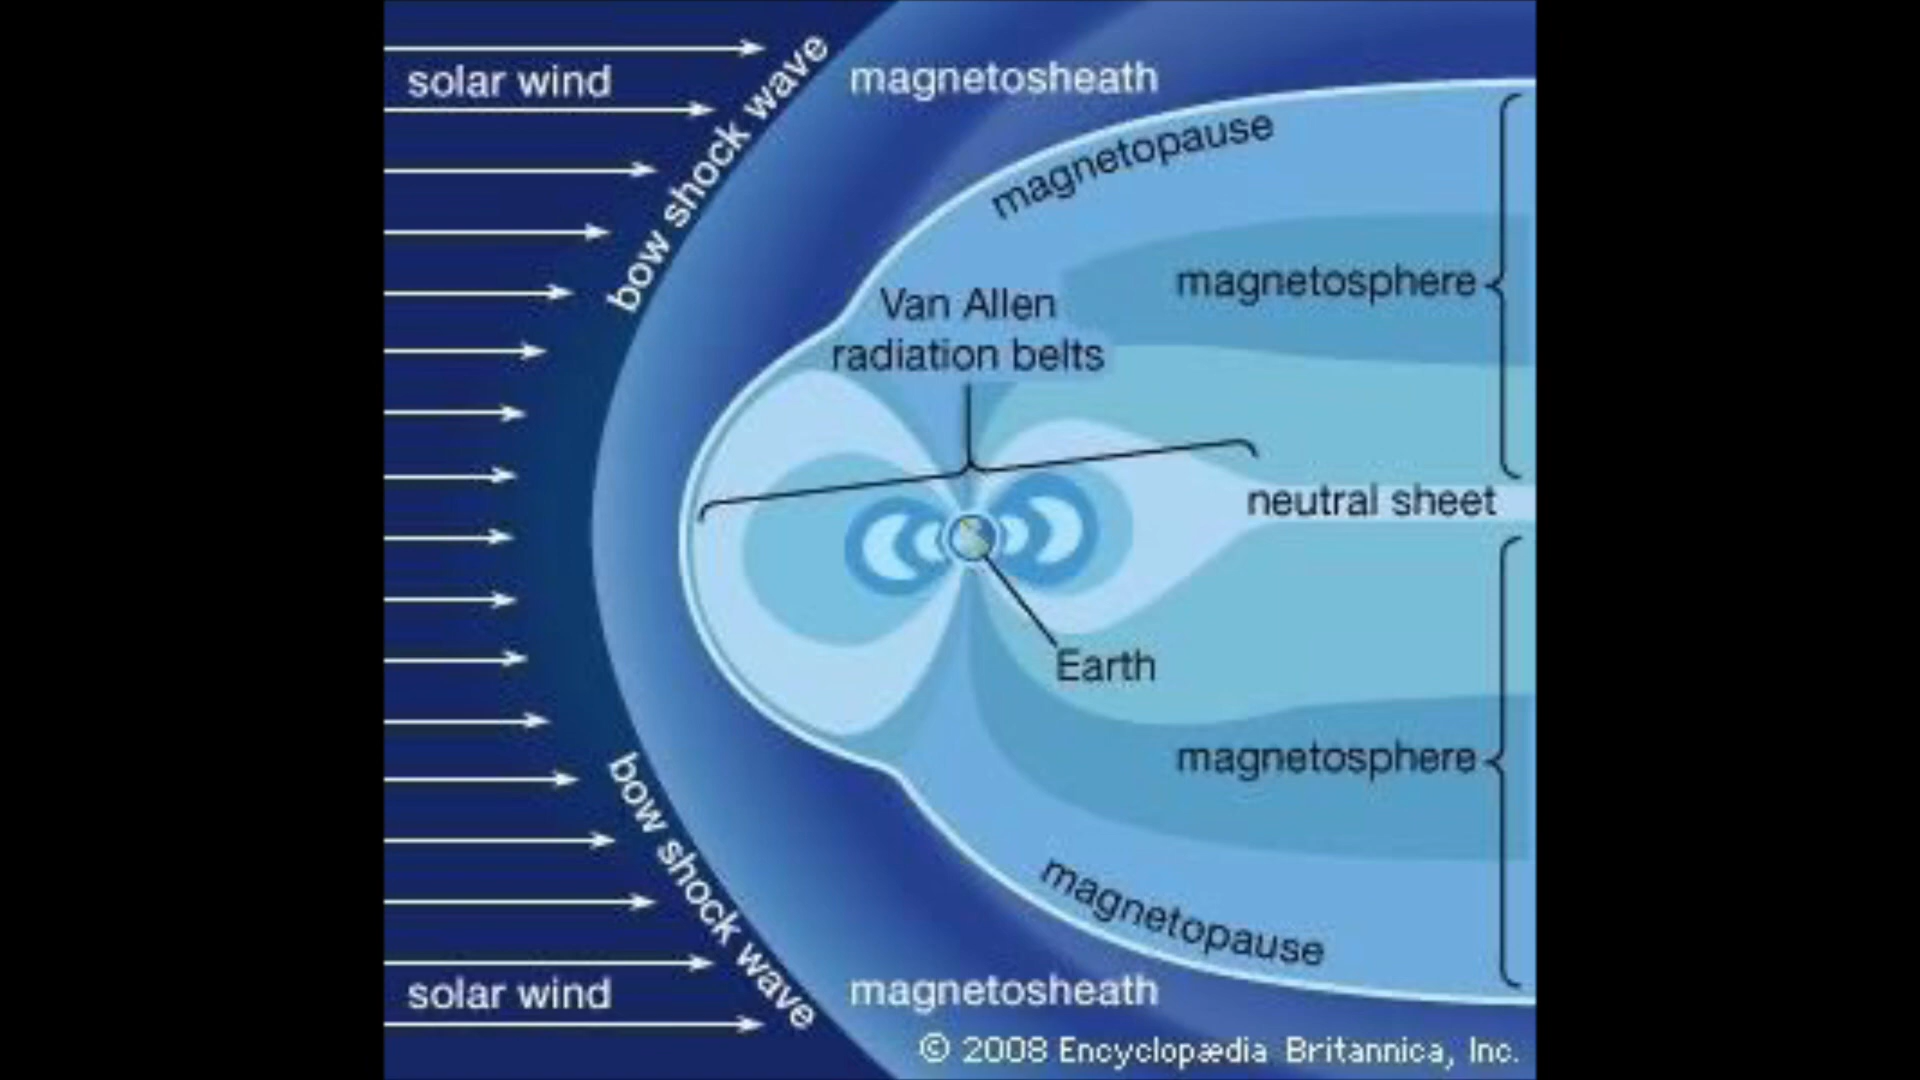 solar wind
bow shock wave
magnetosheath
magnetopause
Van Allen
radiation belts
magnetosphere
neutral sheet
Earth
magnetosphere
magnetopause
bow shock wave
solar wind
magnetosheath
© 2008 Encyclopædia Britannica, Inc.